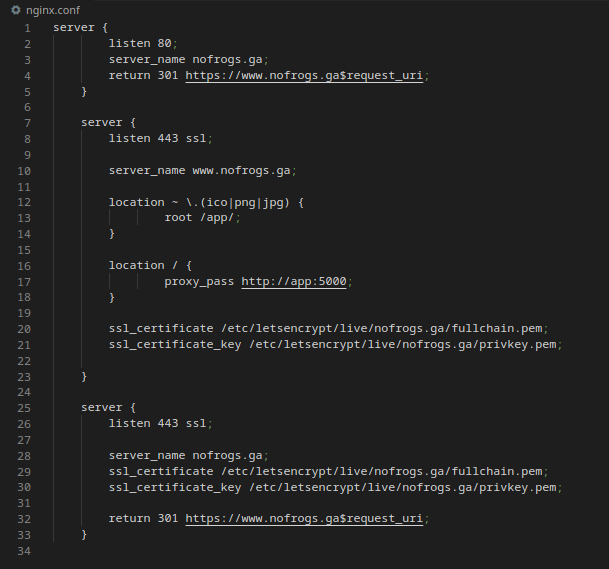 nginx.conf
1 server {
2 listen 80;
3 server_name nofrogs.ga;
4 return 301 https://www.nofrogs.ga$request_uri;
5 }
6
7 server {
8 listen 443 ssl;
9
10 server_name www.nofrogs.ga;
11
12 location ~ \.(ico|png|jpg) {
13 root /app/;
14 }
15
16 location / {
17 proxy_pass http://app:5000;
18 }
19
20 ssl_certificate /etc/letsencrypt/live/nofrogs.ga/fullchain.pem;
21 ssl_certificate_key /etc/letsencrypt/live/nofrogs.ga/privkey.pem;
22
23 }
24
25 server {
26 listen 443 ssl;
27
28 server_name nofrogs.ga;
29 ssl_certificate /etc/letsencrypt/live/nofrogs.ga/fullchain.pem;
30 ssl_certificate_key /etc/letsencrypt/live/nofrogs.ga/privkey.pem;
31
32 return 301 https://www.nofrogs.ga$request_uri;
33 }
34